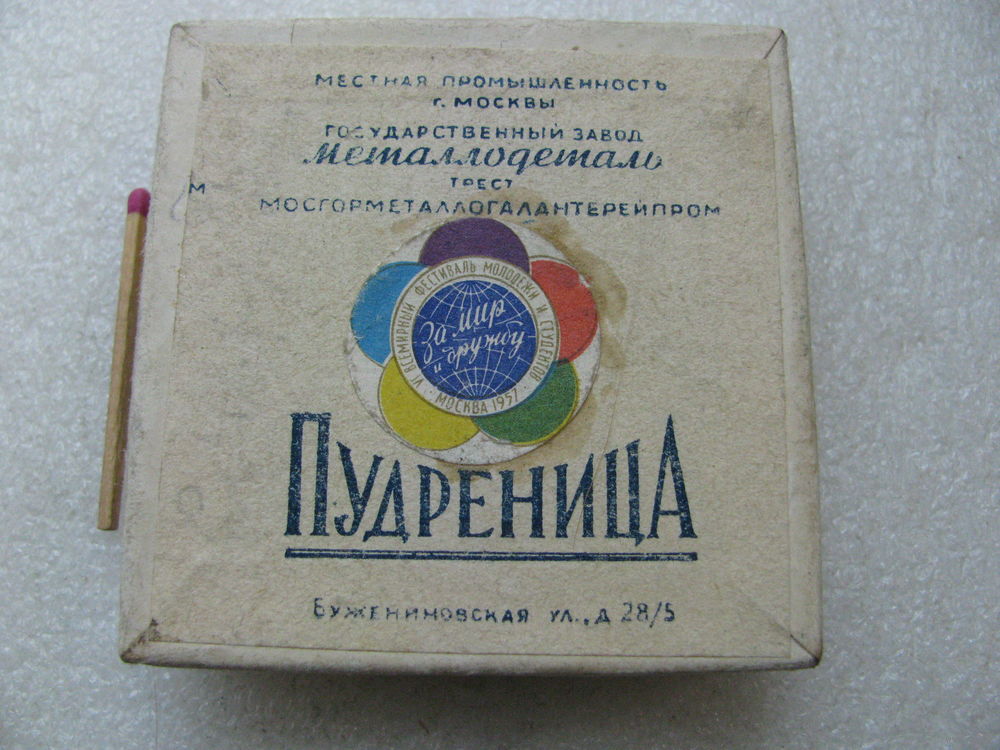 МЕСТНАЯ ПРОМЫШЛЕННОСТЬ
г. МОСКВЫ
ГОСУДАРСТВЕННЫЙ ЗАВОД
Металлодеталь
ТРЕСТ
М
МОСГОРМЕТАЛЛОГАЛАНТЕРЕЙПРОМ
VI ВСЕМИРНЫЙ ФЕСТИВАЛЬ МОЛОДЕЖИ И СТУДЕНТОВ
За мир
и дружбу
· МОСКВА 1957 ·
ПУДРЕНИЦА
БУЖЕНИНОВСКАЯ УЛ., Д 28/5